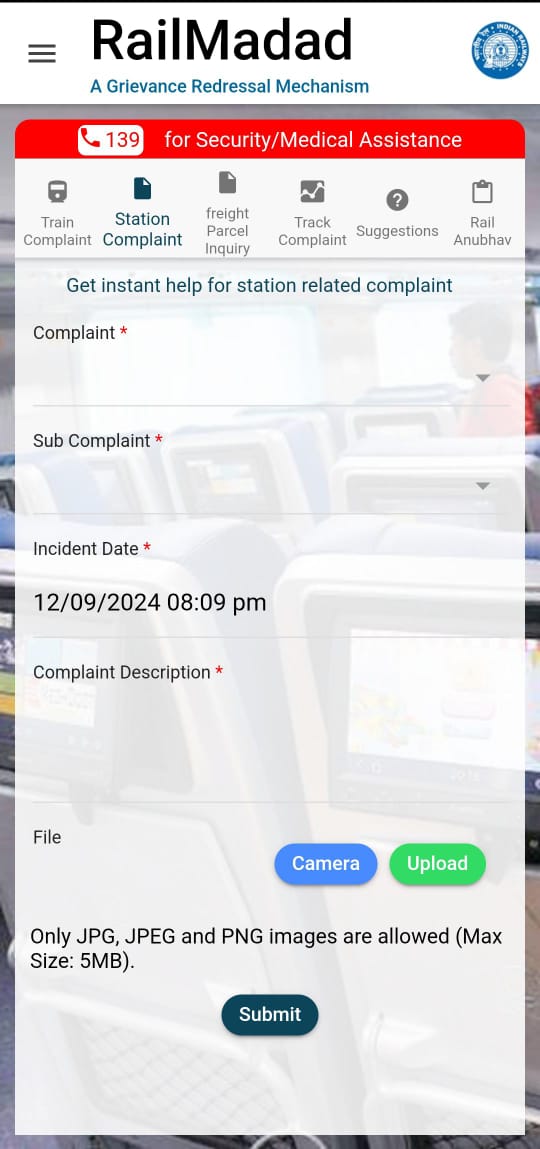 RailMadad
A Grievance Redressal Mechanism
INDIAN RAILWAYS
139 for Security/Medical Assistance
Train
Complaint
Station
Complaint
freight
Parcel
Inquiry
Track
Complaint
Suggestions
Rail
Anubhav
Get instant help for station related complaint
Complaint *
Sub Complaint *
Incident Date *
12/09/2024 08:09 pm
Complaint Description *
File
Camera
Upload
Only JPG, JPEG and PNG images are allowed (Max
Size: 5MB).
Submit